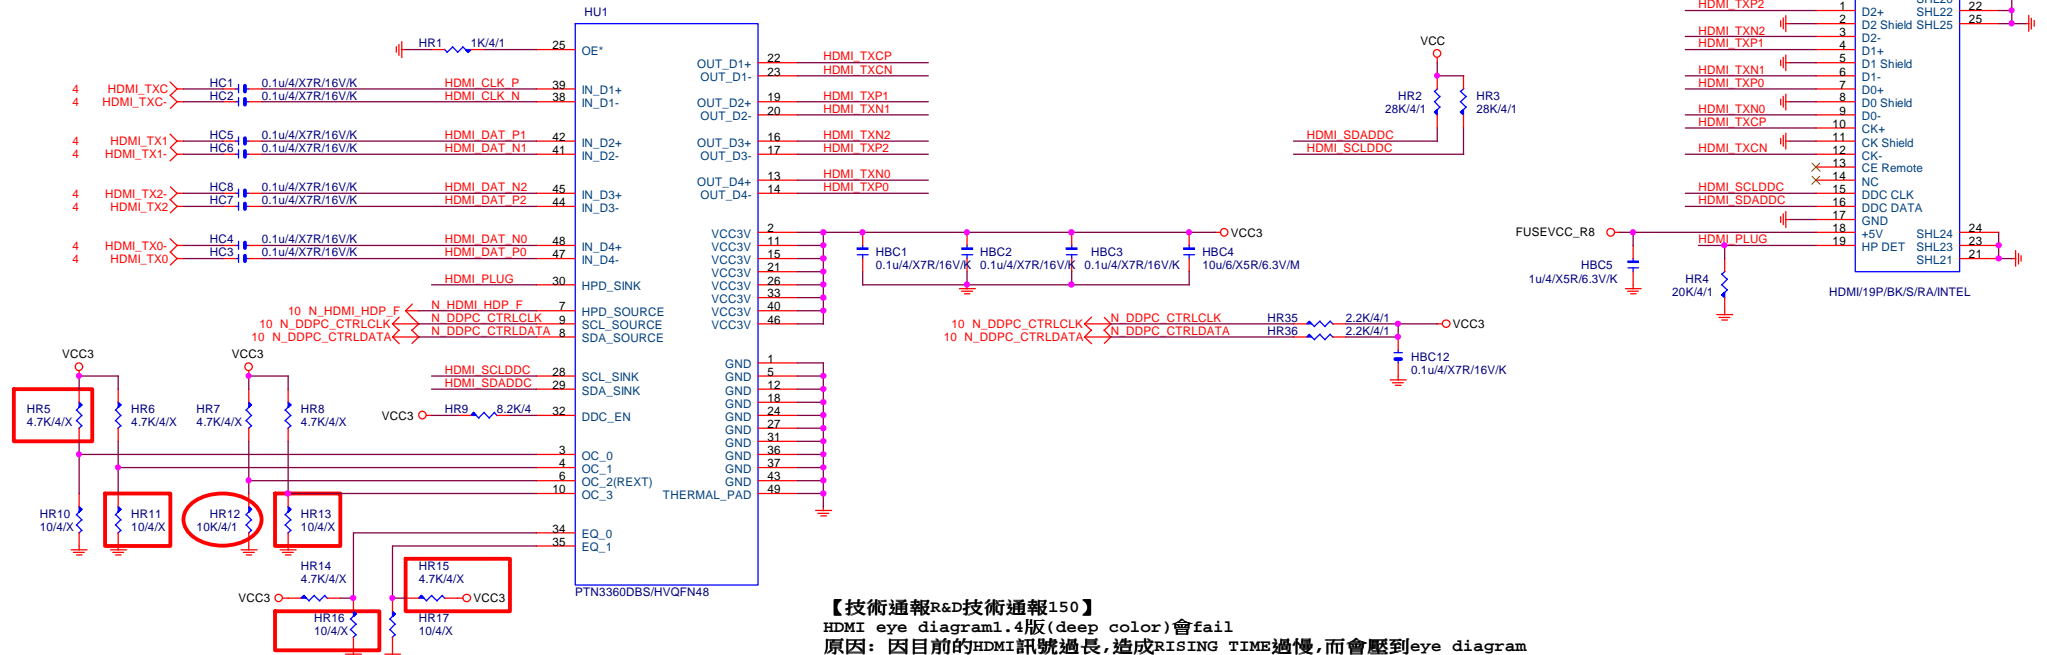 HU1
HR1 1K/4/1 25 OE*
4 HDMI_TXC HC1 0.1u/4/X7R/16V/K HDMI_CLK_P 39 IN_D1+
4 HDMI_TXC- HC2 0.1u/4/X7R/16V/K HDMI_CLK_N 38 IN_D1-
4 HDMI_TX1 HC5 0.1u/4/X7R/16V/K HDMI_DAT_P1 42 IN_D2+
4 HDMI_TX1- HC6 0.1u/4/X7R/16V/K HDMI_DAT_N1 41 IN_D2-
4 HDMI_TX2- HC8 0.1u/4/X7R/16V/K HDMI_DAT_N2 45 IN_D3+
4 HDMI_TX2 HC7 0.1u/4/X7R/16V/K HDMI_DAT_P2 44 IN_D3-
4 HDMI_TX0- HC4 0.1u/4/X7R/16V/K HDMI_DAT_N0 48 IN_D4+
4 HDMI_TX0 HC3 0.1u/4/X7R/16V/K HDMI_DAT_P0 47 IN_D4-
HDMI_PLUG 30 HPD_SINK
10 N_HDMI_HDP_F N_HDMI_HDP_F 7 HPD_SOURCE
10 N_DDPC_CTRLCLK N_DDPC_CTRLCLK 9 SCL_SOURCE
10 N_DDPC_CTRLDATA N_DDPC_CTRLDATA 8 SDA_SOURCE
HDMI_SCLDDC 28 SCL_SINK
HDMI_SDADDC 29 SDA_SINK
VCC3 HR9 8.2K/4 32 DDC_EN
VCC3 VCC3
HR5 HR6 HR7 HR8
4.7K/4/X 4.7K/4/X 4.7K/4/X 4.7K/4/X
3 OC_0
4 OC_1
6 OC_2(REXT)
10 OC_3
HR10 HR11 HR12 HR13
10/4/X 10/4/X 10K/4/1 10/4/X
34 EQ_0
35 EQ_1
HR14 HR15
4.7K/4/X 4.7K/4/X
VCC3 VCC3
HR16 HR17
10/4/X 10/4/X
PTN3360DBS/HVQFN48
OUT_D1+ 22 HDMI_TXCP
OUT_D1- 23 HDMI_TXCN
OUT_D2+ 19 HDMI_TXP1
OUT_D2- 20 HDMI_TXN1
OUT_D3+ 16 HDMI_TXN2
OUT_D3- 17 HDMI_TXP2
OUT_D4+ 13 HDMI_TXN0
OUT_D4- 14 HDMI_TXP0
VCC3V 2 VCC3
VCC3V 11
VCC3V 15
VCC3V 21
VCC3V 26
VCC3V 33
VCC3V 40
VCC3V 46
HBC1 HBC2 HBC3 HBC4
0.1u/4/X7R/16V/K 0.1u/4/X7R/16V/K 0.1u/4/X7R/16V/K 10u/6/X5R/6.3V/M
GND 1
GND 5
GND 12
GND 18
GND 24
GND 27
GND 31
GND 36
GND 37
GND 43
THERMAL_PAD 49
VCC
HR2 HR3
28K/4/1 28K/4/1
HDMI_SDADDC
HDMI_SCLDDC
10 N_DDPC_CTRLCLK N_DDPC_CTRLCLK HR35 2.2K/4/1 VCC3
10 N_DDPC_CTRLDATA N_DDPC_CTRLDATA HR36 2.2K/4/1
HBC12
0.1u/4/X7R/16V/K
HDMI_TXP2 1 D2+ SHL22 22
2 D2 Shield SHL25 25
HDMI_TXN2 3 D2-
HDMI_TXP1 4 D1+
5 D1 Shield
HDMI_TXN1 6 D1-
HDMI_TXP0 7 D0+
8 D0 Shield
HDMI_TXN0 9 D0-
HDMI_TXCP 10 CK+
11 CK Shield
HDMI_TXCN 12 CK-
13 CE Remote
14 NC
HDMI_SCLDDC 15 DDC CLK
HDMI_SDADDC 16 DDC DATA
17 GND
FUSEVCC_R8 18 +5V SHL24 24
HDMI_PLUG 19 HP DET SHL23 23
SHL21 21
HBC5
1u/4/X5R/6.3V/K
HR4
20K/4/1
HDMI/19P/BK/S/RA/INTEL
【技術通報R&D技術通報150】
HDMI eye diagram1.4版(deep color)會fail
原因: 因目前的HDMI訊號過長,造成RISING TIME過慢,而會壓到eye diagram